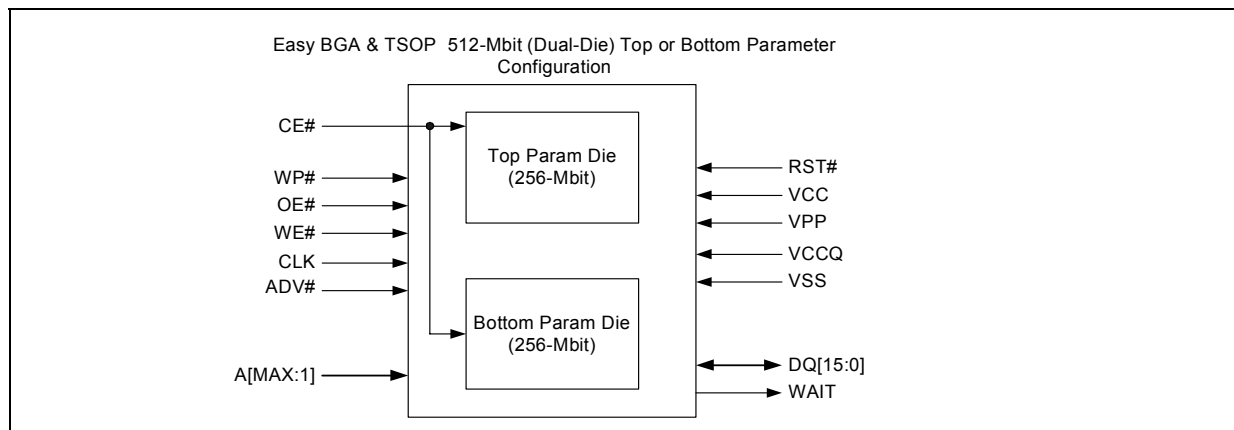 Easy BGA & TSOP 512-Mbit (Dual-Die) Top or Bottom Parameter
Configuration
CE#
WP#
OE#
WE#
CLK
ADV#
A[MAX:1]
Top Param Die
(256-Mbit)
Bottom Param Die
(256-Mbit)
RST#
VCC
VPP
VCCQ
VSS
DQ[15:0]
WAIT